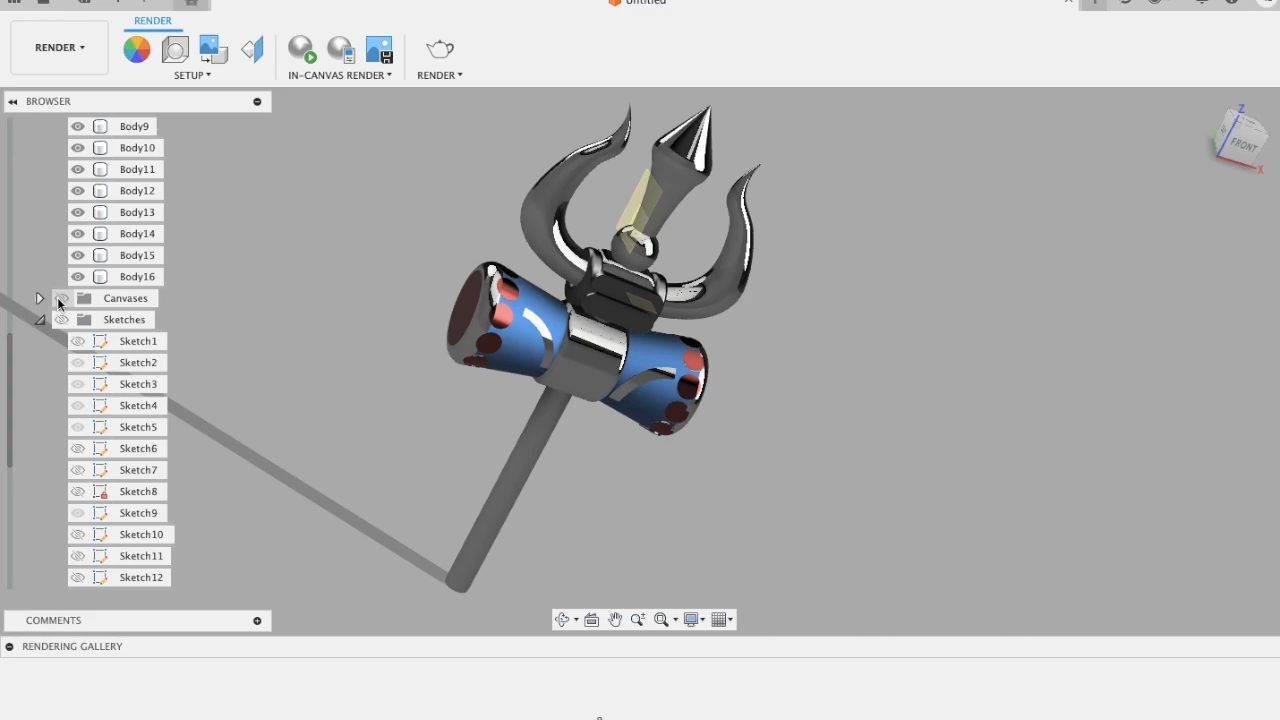 Untitled
RENDER
RENDER
SETUP
IN-CANVAS RENDER
RENDER
BROWSER
Body9
Body10
Body11
Body12
Body13
Body14
Body15
Body16
Canvases
Sketches
Sketch1
Sketch2
Sketch3
Sketch4
Sketch5
Sketch6
Sketch7
Sketch8
Sketch9
Sketch10
Sketch11
Sketch12
Z
FRONT
X
COMMENTS
RENDERING GALLERY